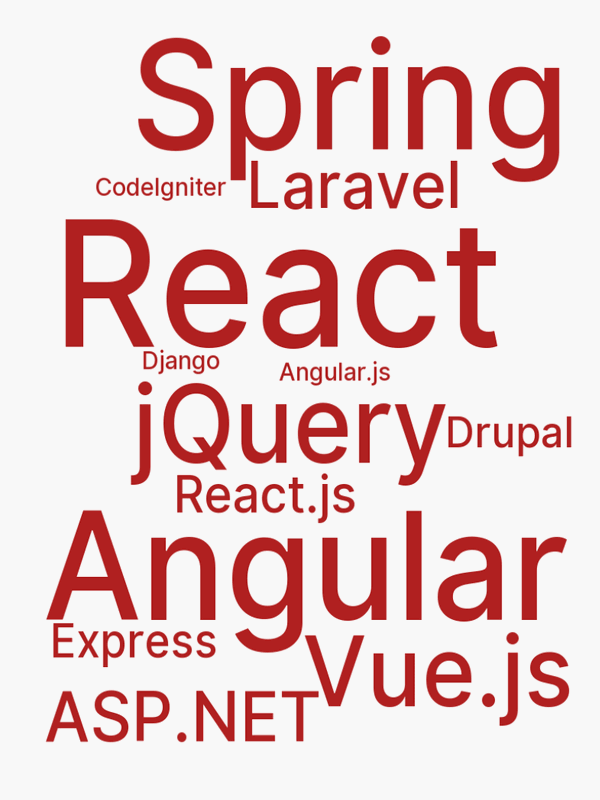 Spring
CodeIgniter
Laravel
React
Django
Angular.js
jQuery
Drupal
React.js
Angular
Express
Vue.js
ASP.NET